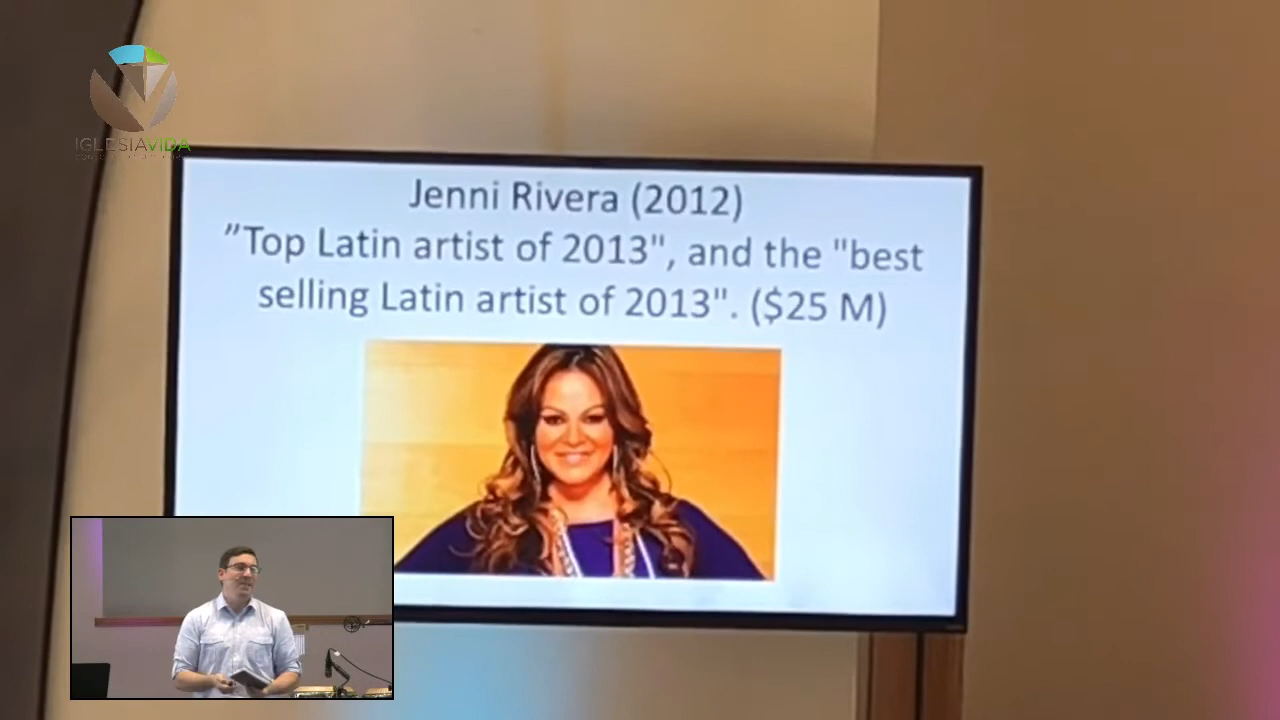 IGLESIAVIDA
Jenni Rivera (2012)
”Top Latin artist of 2013", and the "best
selling Latin artist of 2013". ($25 M)